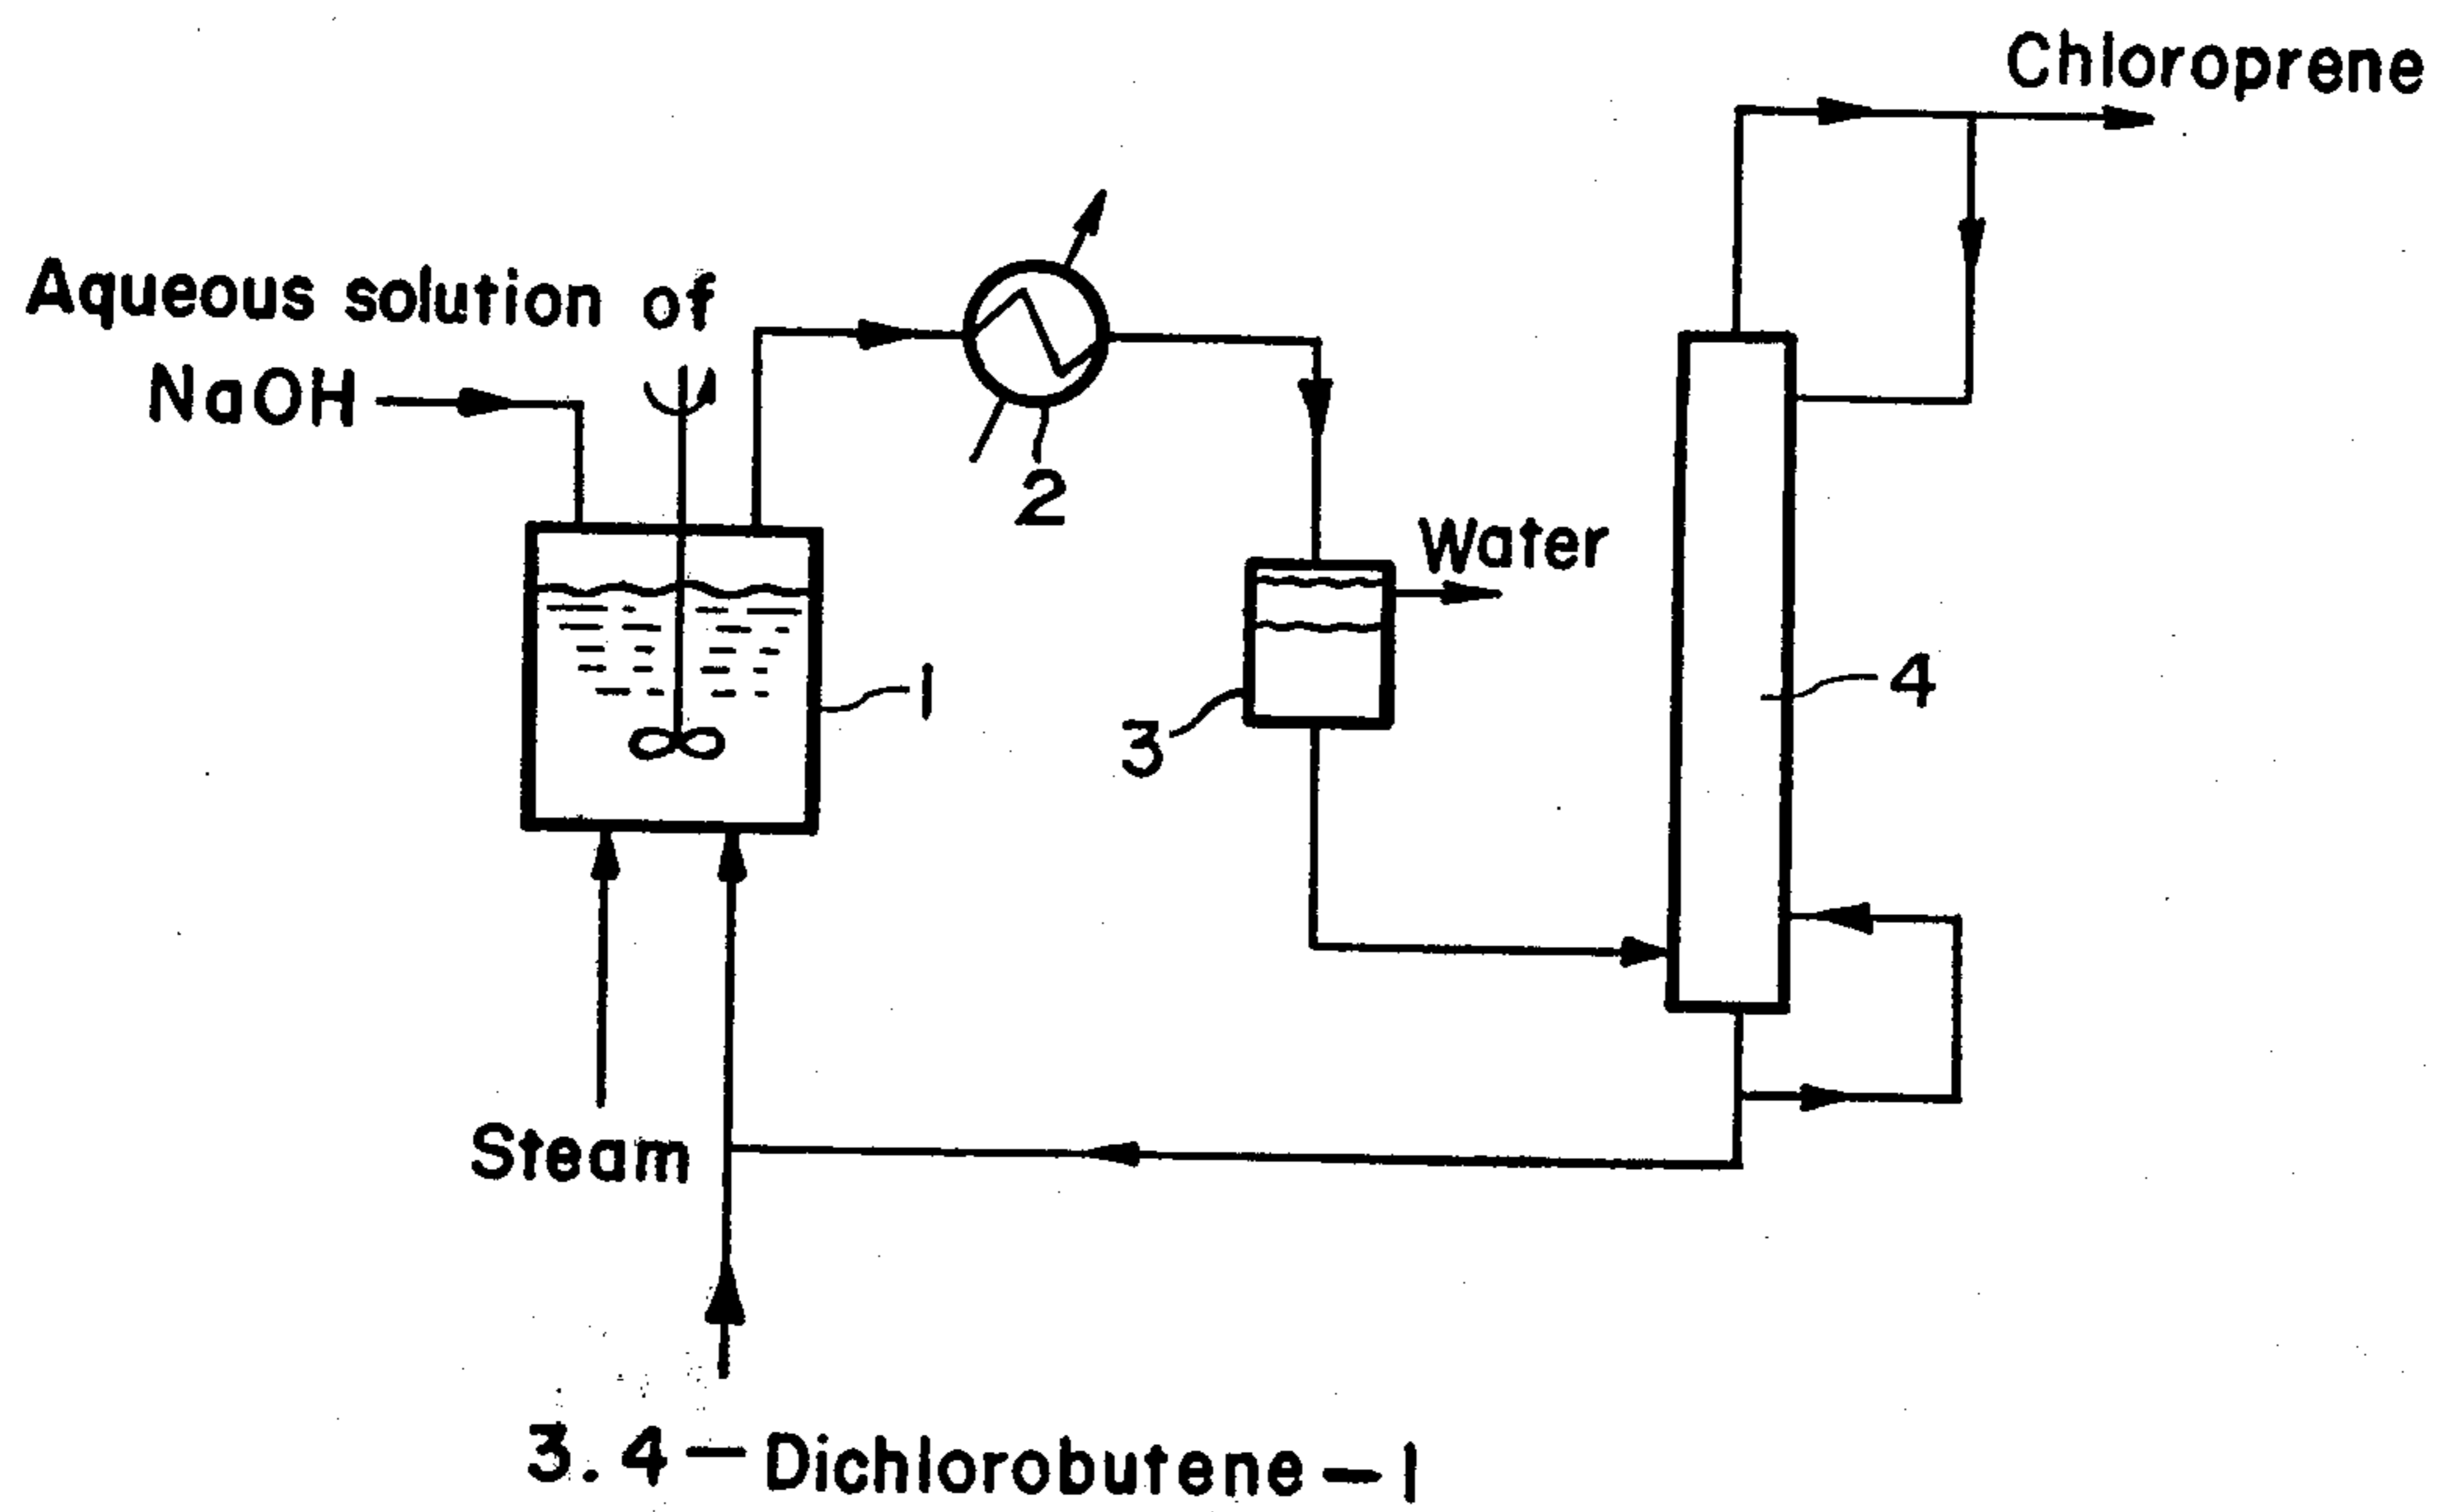 Chloroprene
Aqueous solution of
NaOH
2
Water
1
3
4
Steam
3.4-Dichlorobutene-1